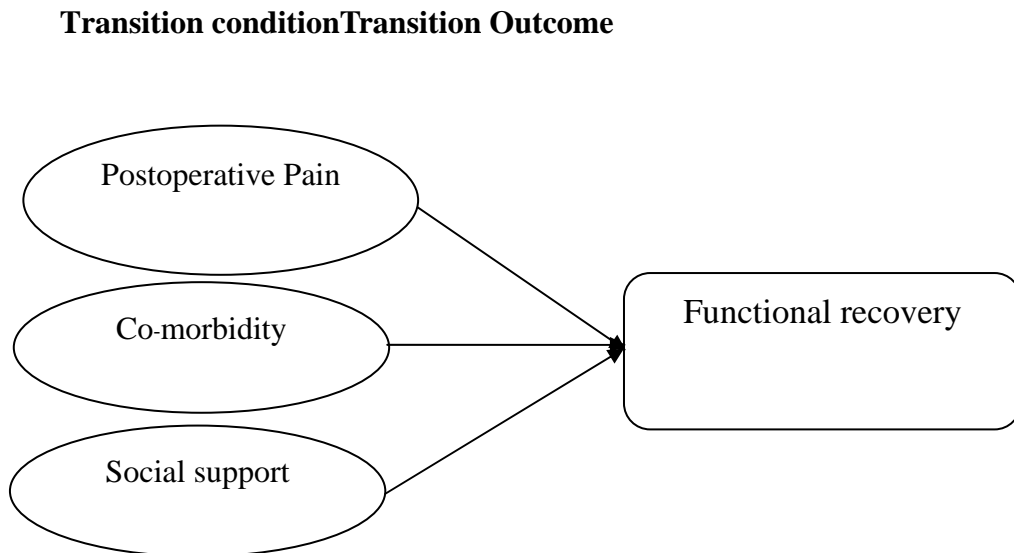 Transition conditionTransition Outcome
Postoperative Pain
Co-morbidity
Social support
Functional recovery